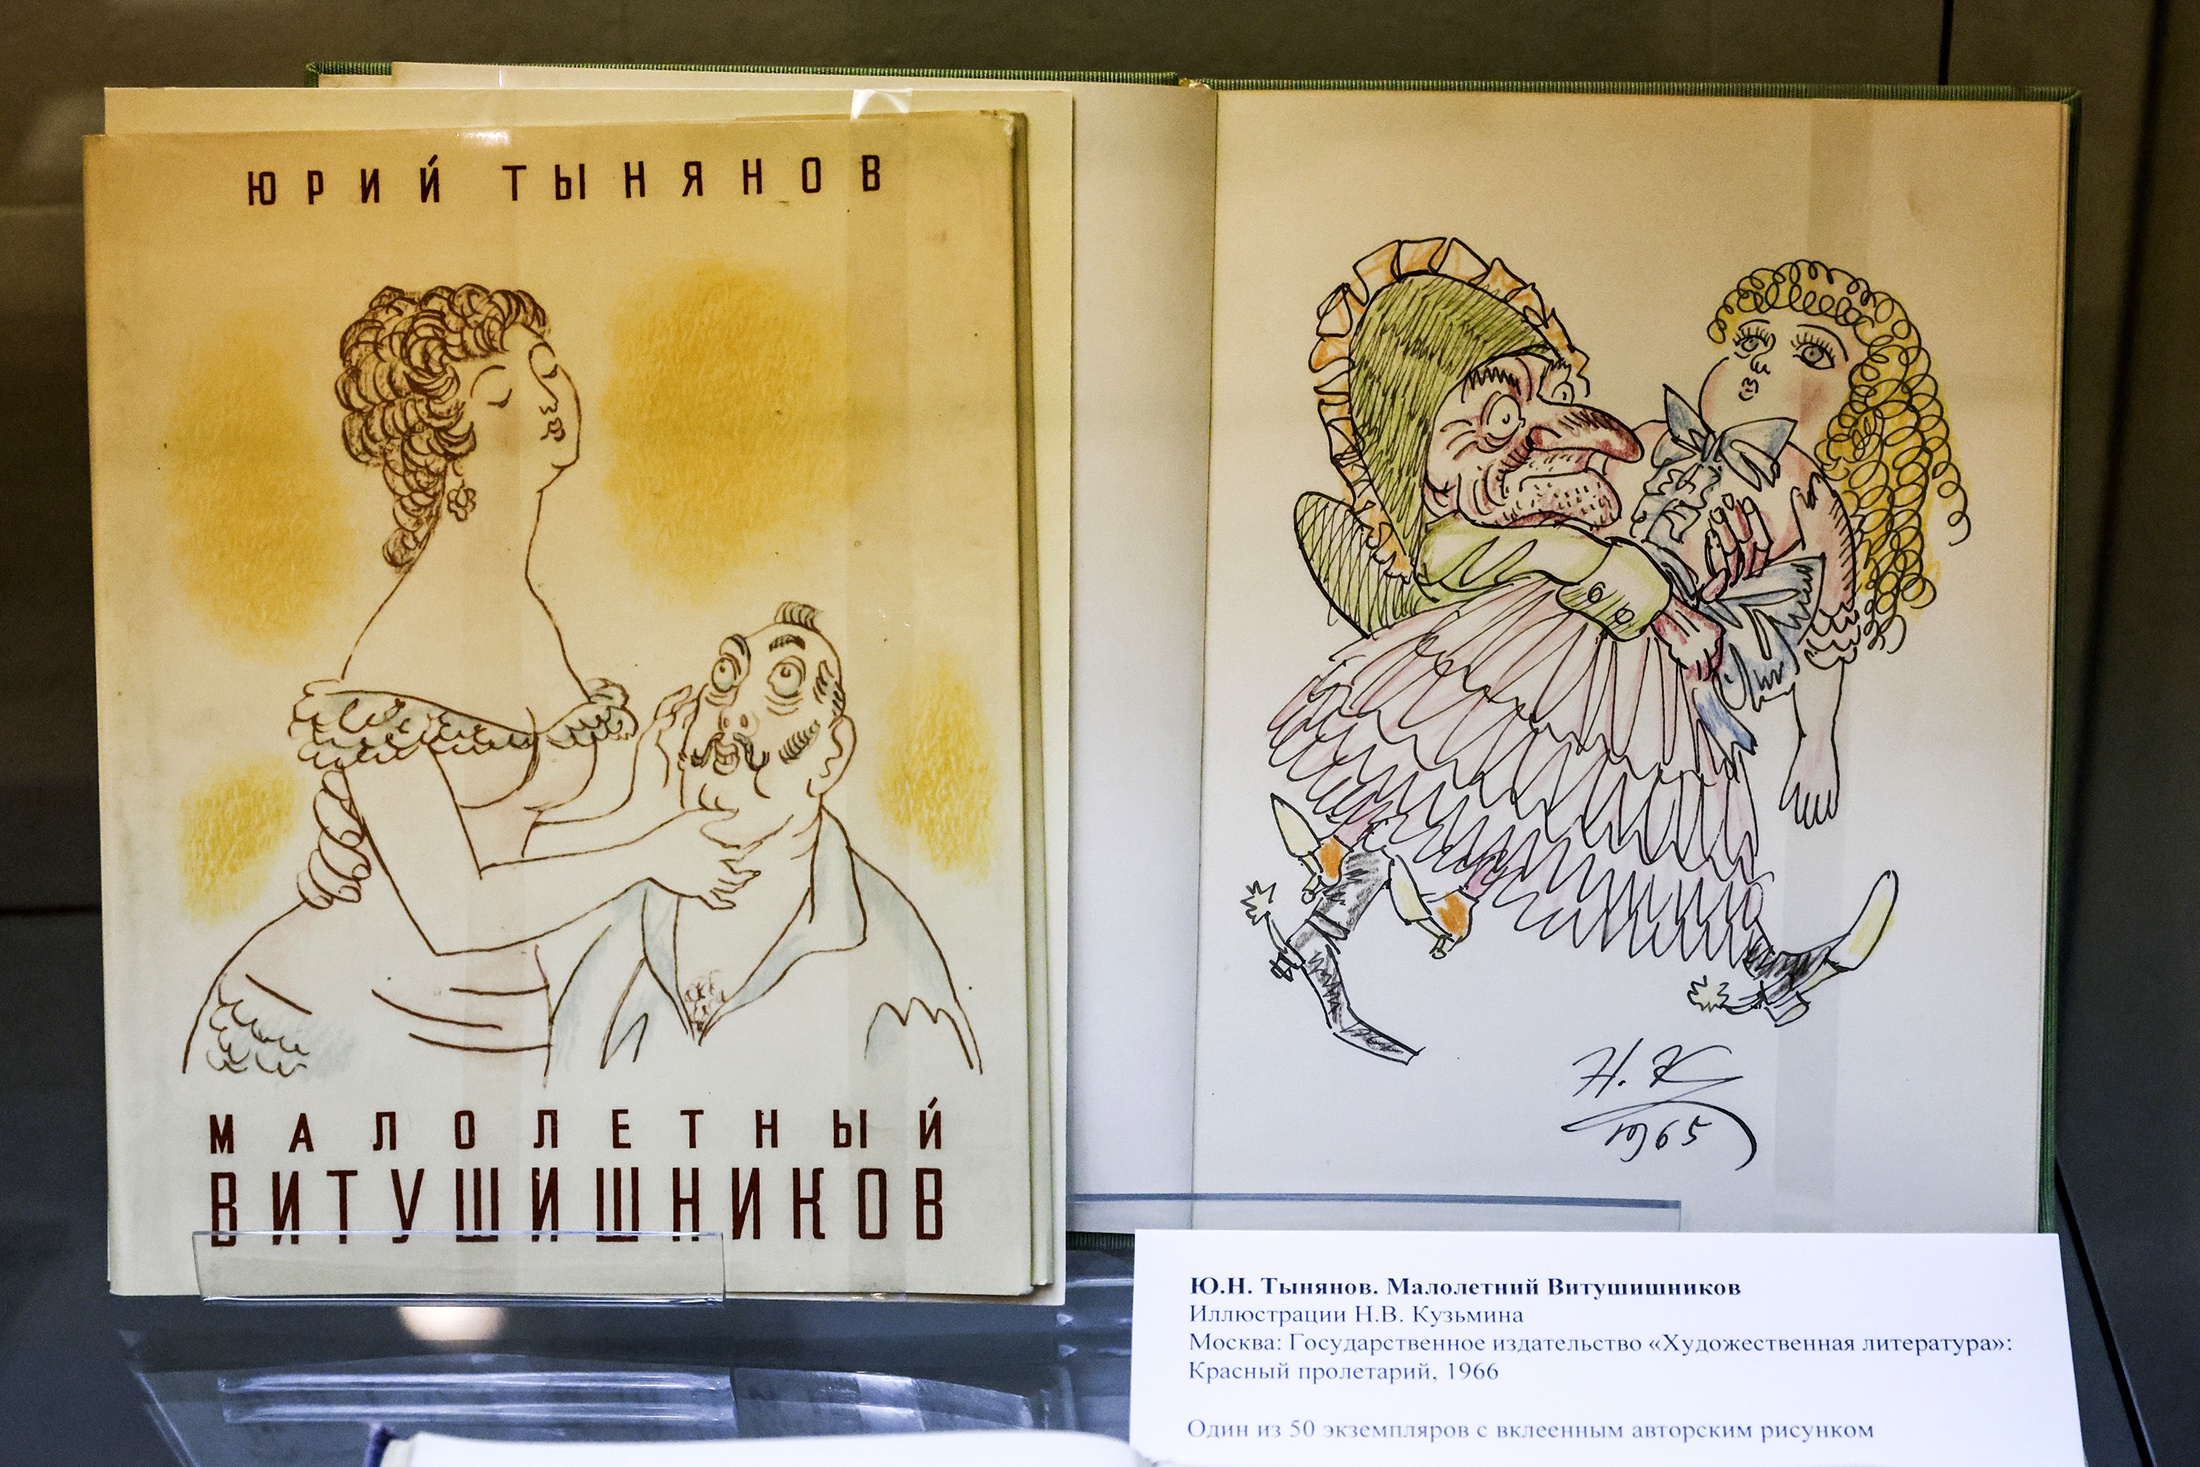 ЮРИЙ ТЫНЯНОВ
МАЛОЛЕТНЫЙ
ВИТУШИШНИКОВ
Н. К
1965
Ю.Н. Тынянов. Малолетний Витушишников
Иллюстрации Н.В. Кузьмина
Москва: Государственное издательство «Художественная литература»:
Красный пролетарий, 1966
Один из 50 экземпляров с вклеенным авторским рисунком